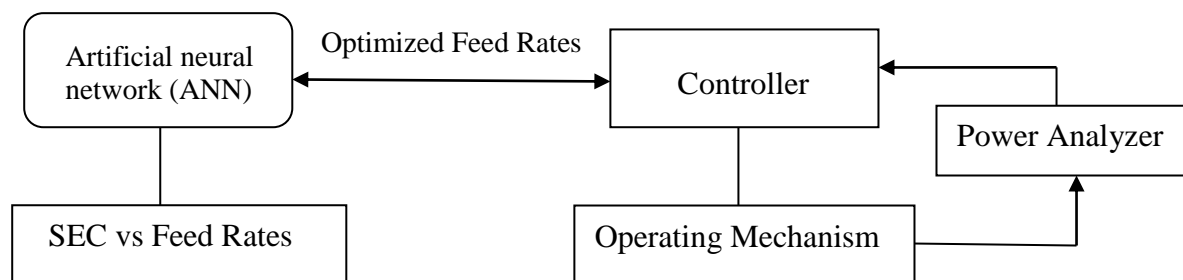 Artificial neural
network (ANN)
Optimized Feed Rates
Controller
Power Analyzer
SEC vs Feed Rates
Operating Mechanism